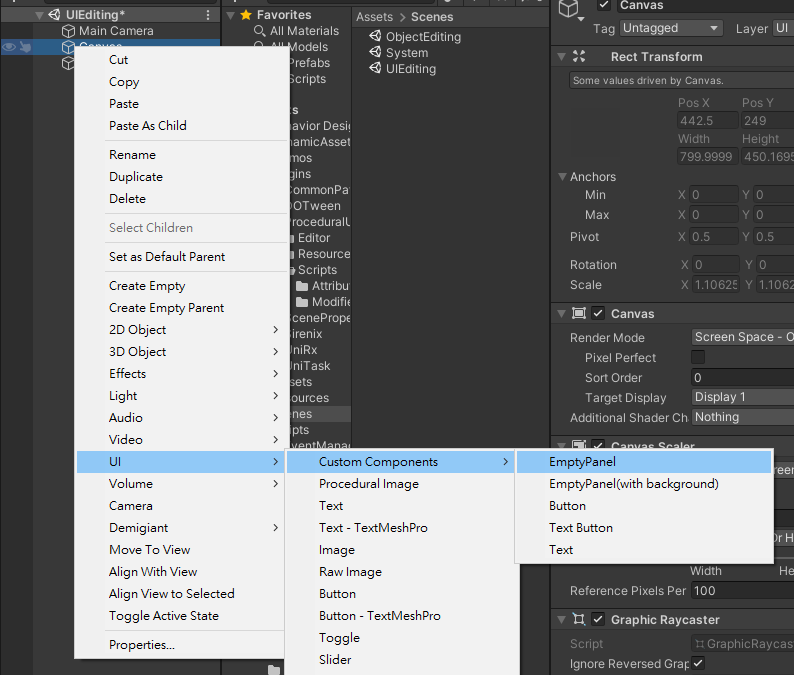 UIEditing*
Main Camera
Canvas
Cut
Copy
Paste
Paste As Child
Rename
Duplicate
Delete
Select Children
Set as Default Parent
Create Empty
Create Empty Parent
2D Object
3D Object
Effects
Light
Audio
Video
UI
Volume
Camera
Demigiant
Move To View
Align With View
Align View to Selected
Toggle Active State
Properties...
Custom Components
Procedural Image
Text
Text - TextMeshPro
Image
Raw Image
Button
Button - TextMeshPro
Toggle
Slider
EmptyPanel
EmptyPanel(with background)
Button
Text Button
Text
Favorites
All Materials
All Models
Prefabs
Scripts
ts
navior Desig
namicAsset
mos
gins
CommonPa
DOTween
ProceduralU
Editor
Resource
Scripts
Attribu
Modifie
SceneProp
Sirenix
UniRx
UniTask
sets
sources
enes
ipts
ventManag
Assets > Scenes
ObjectEditing
System
UIEditing
Canvas
Tag Untagged Layer UI
Rect Transform
Some values driven by Canvas.
Pos X Pos Y
442.5 249
Width Height
799.9999 450.1695
Anchors
Min X 0 Y 0
Max X 0 Y 0
Pivot X 0.5 Y 0.5
Rotation X 0 Y 0
Scale X 1.10625 Y 1.1062
Canvas
Render Mode Screen Space - O
Pixel Perfect
Sort Order 0
Target Display Display 1
Additional Shader Ch Nothing
Canvas Scaler
reen
Or H
Width He
Reference Pixels Per 100
Graphic Raycaster
Script GraphicRaycas
Ignore Reversed Grap